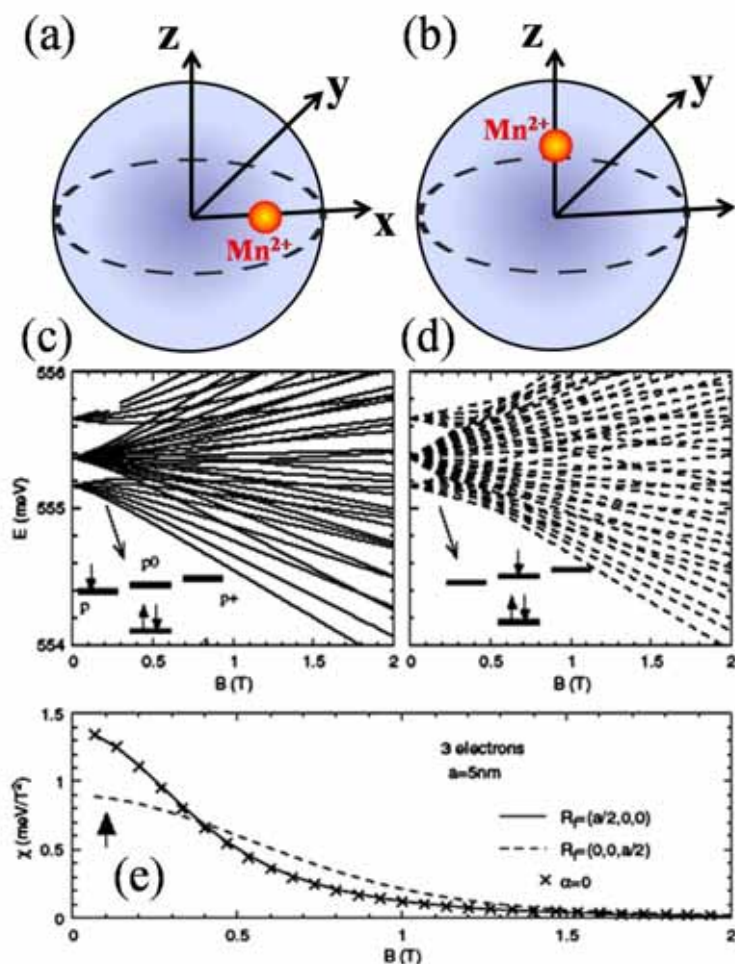 (a)
z
y
x
Mn2+
(b)
z
y
Mn2+
(c)
556
555
554
E (meV)
p
p0
p+
0
0.5
1
1.5
2
B (T)
(d)
0
0.5
1
1.5
2
B (T)
1.5
1
0.5
0
χ (meV/T²)
(e)
3 electrons
a=5nm
R_I=(a/2,0,0)
R_I=(0,0,a/2)
α=0
0
0.5
1
1.5
2
B (T)